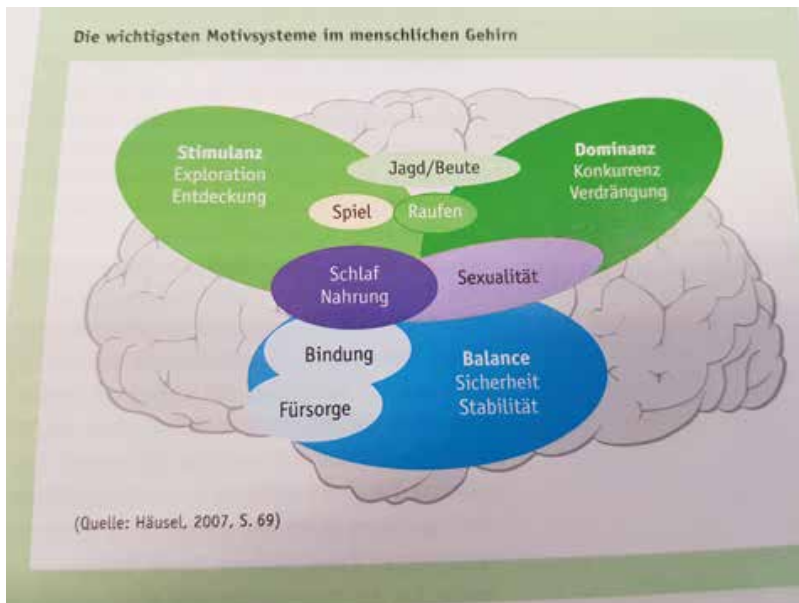 Die wichtigsten Motivsysteme im menschlichen Gehirn
Stimulanz
Exploration
Entdeckung
Jagd/Beute
Dominanz
Konkurrenz
Verdrängung
Spiel
Raufen
Schlaf
Nahrung
Sexualität
Bindung
Fürsorge
Balance
Sicherheit
Stabilität
(Quelle: Häusel, 2007, S. 69)